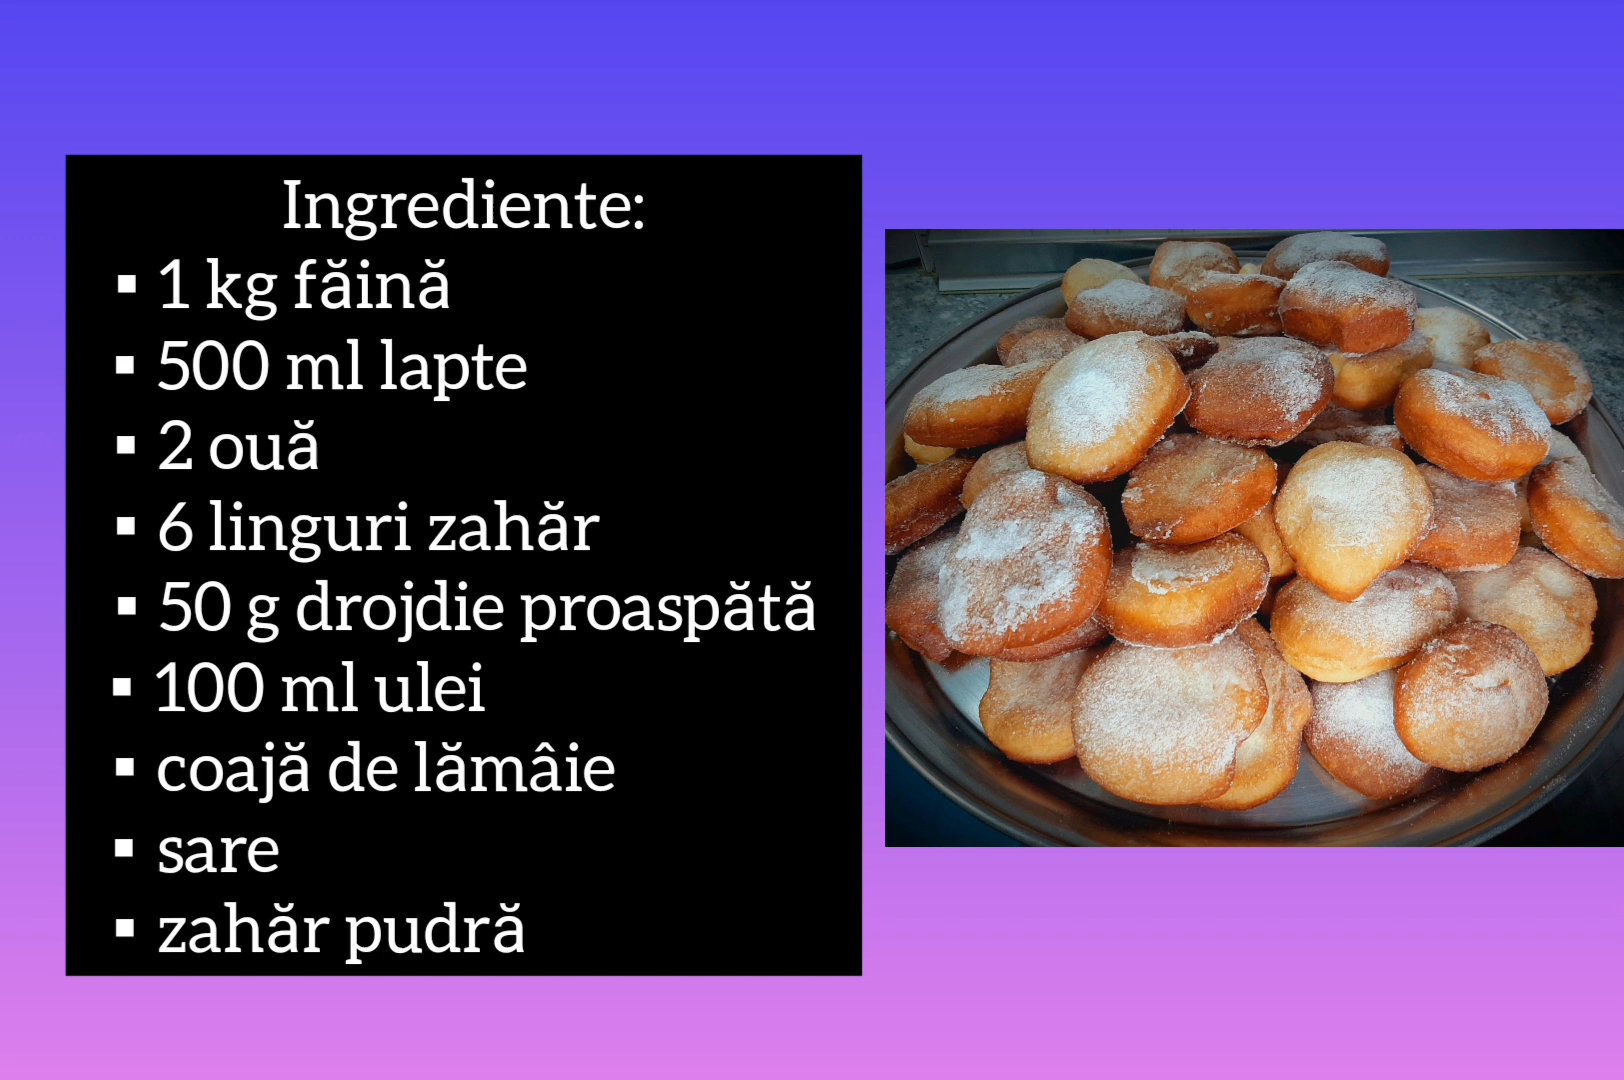 Ingrediente:
▪ 1 kg făină
▪ 500 ml lapte
▪ 2 ouă
▪ 6 linguri zahăr
▪ 50 g drojdie proaspătă
▪ 100 ml ulei
▪ coajă de lămâie
▪ sare
▪ zahăr pudră